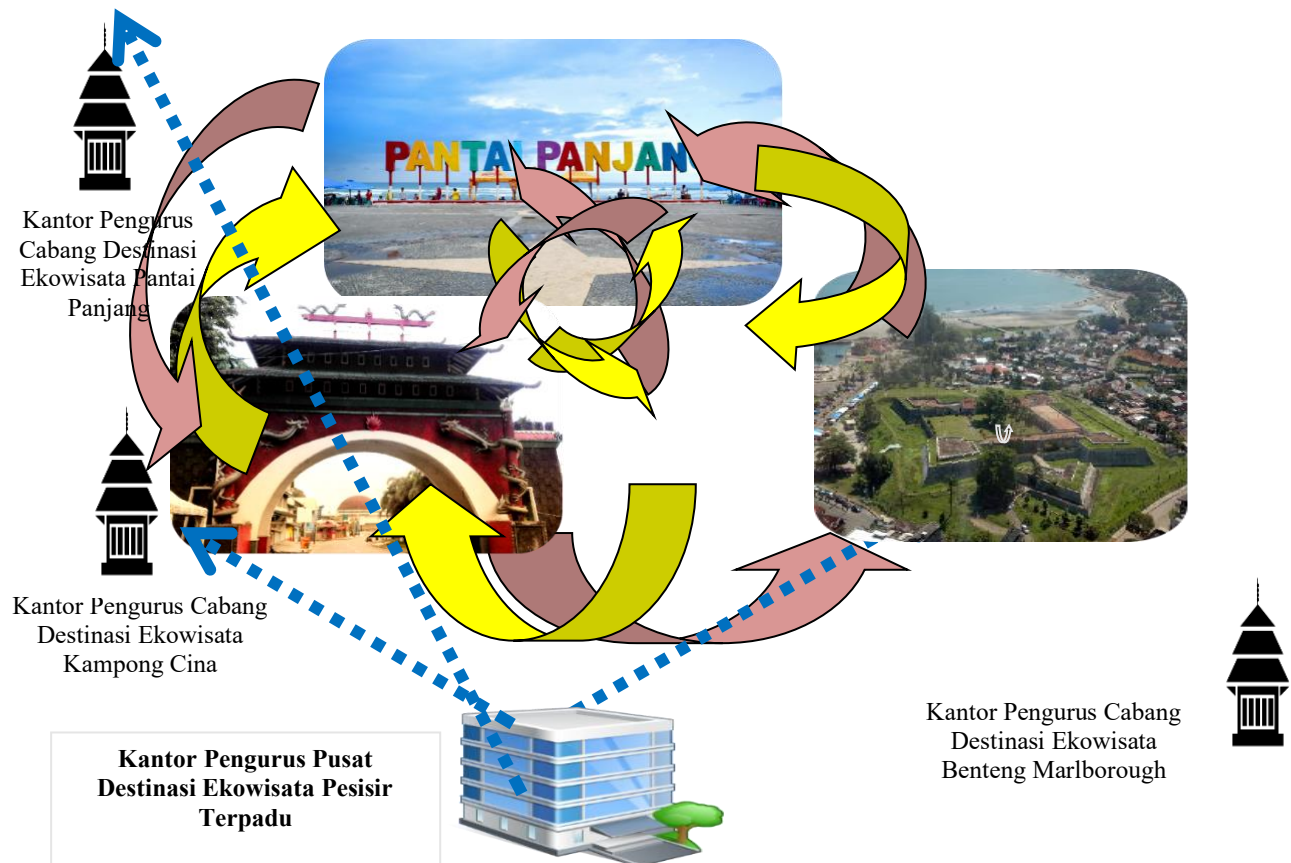 PANTAI PANJANG
Kantor Pengurus
Cabang Destinasi
Ekowisata Pantai
Panjang
Kantor Pengurus Cabang
Destinasi Ekowisata
Kampong Cina
Kantor Pengurus Cabang
Destinasi Ekowisata
Benteng Marlborough
Kantor Pengurus Pusat
Destinasi Ekowisata Pesisir
Terpadu